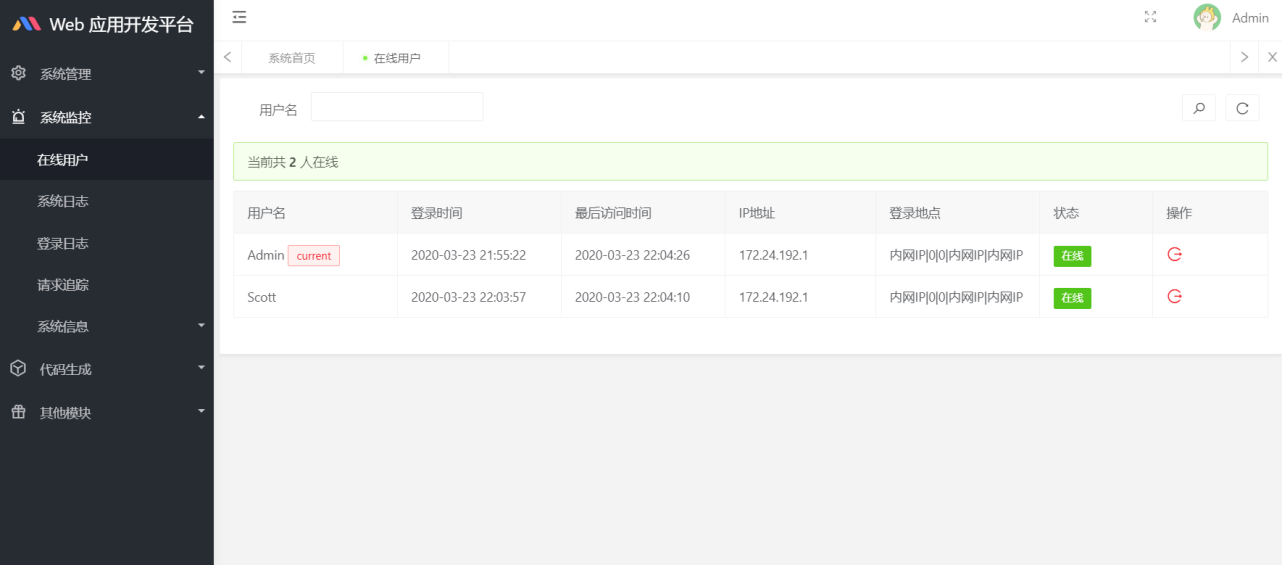 Web 应用开发平台
Admin
系统首页
在线用户
系统管理
系统监控
在线用户
系统日志
登录日志
请求追踪
系统信息
代码生成
其他模块
用户名
当前共 2 人在线
用户名 登录时间 最后访问时间 IP地址 登录地点 状态 操作
Admin current 2020-03-23 21:55:22 2020-03-23 22:04:26 172.24.192.1 内网IP|0|0|内网IP|内网IP 在线
Scott 2020-03-23 22:03:57 2020-03-23 22:04:10 172.24.192.1 内网IP|0|0|内网IP|内网IP 在线